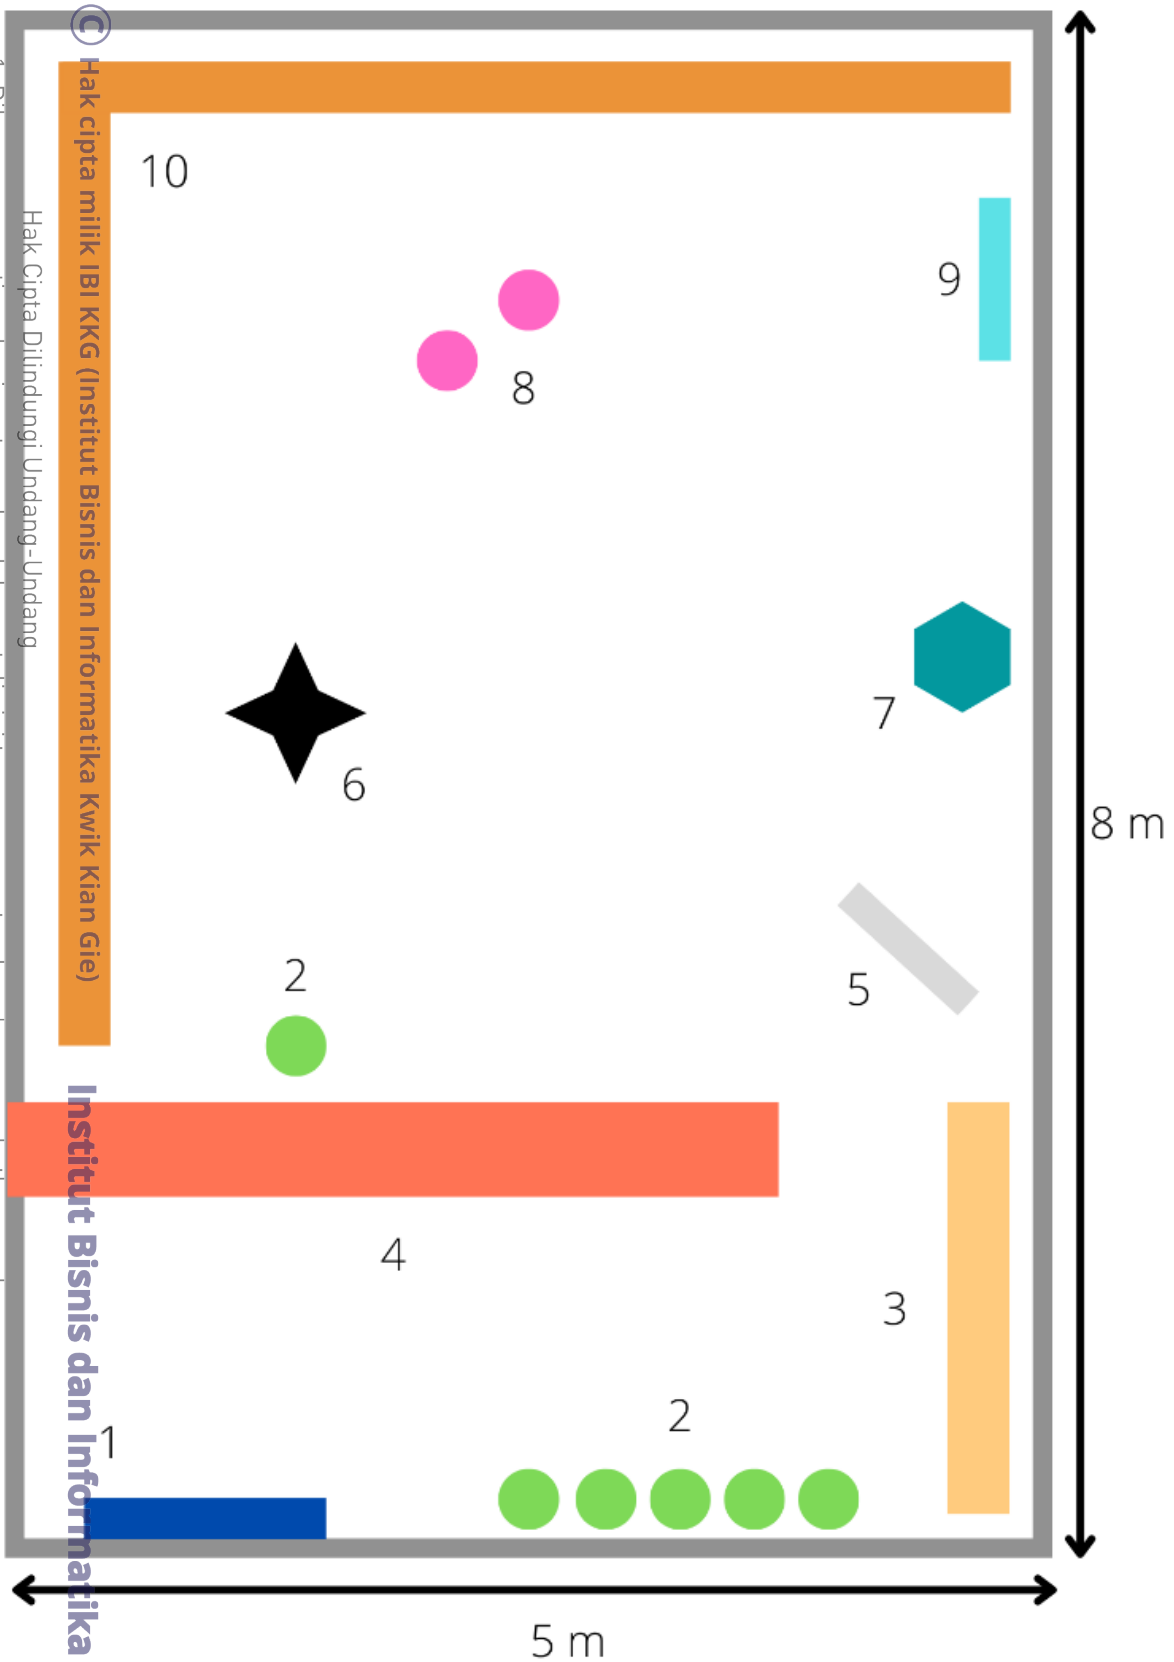 © Hak cipta milik IBI KKG (Institut Bisnis dan Informatika Kwik Kian Gie)
Hak Cipta Dilindungi Undang-Undang
10
9
8
7
6
8 m
2
5
4
3
2
1
Institut Bisnis dan Informatika
5 m